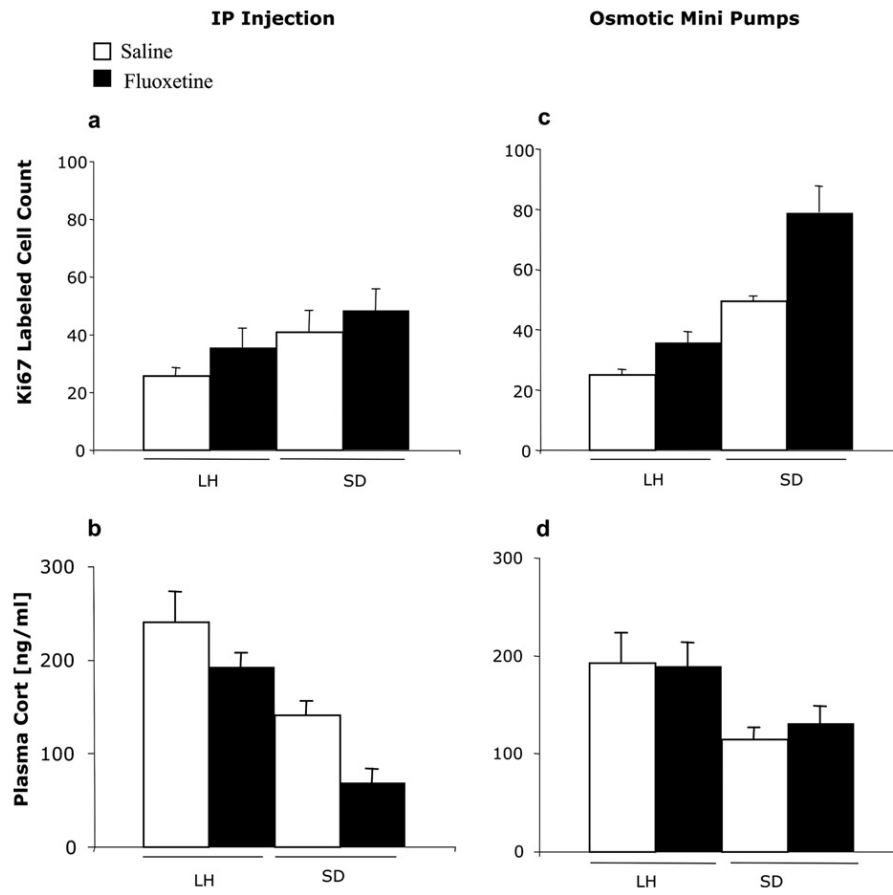 IP Injection
Osmotic Mini Pumps
Saline
Fluoxetine
a
c
Ki67 Labeled Cell Count
100
80
60
40
20
0
LH
SD
100
80
60
40
20
0
LH
SD
b
d
Plasma Cort [ng/ml]
300
200
100
0
LH
SD
300
200
100
0
LH
SD